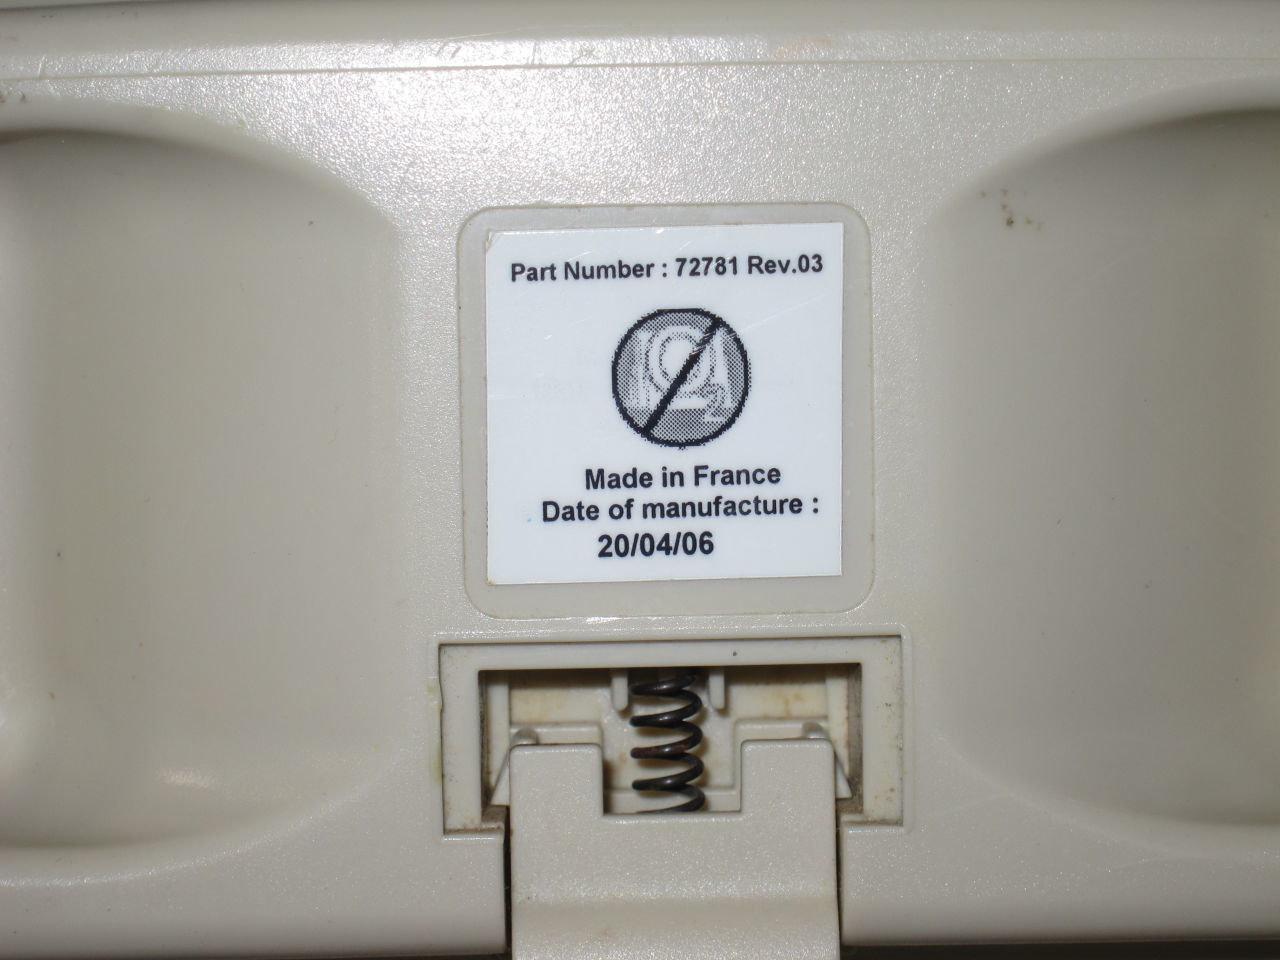 Part Number : 72781 Rev.03
Made in France
Date of manufacture :
20/04/06